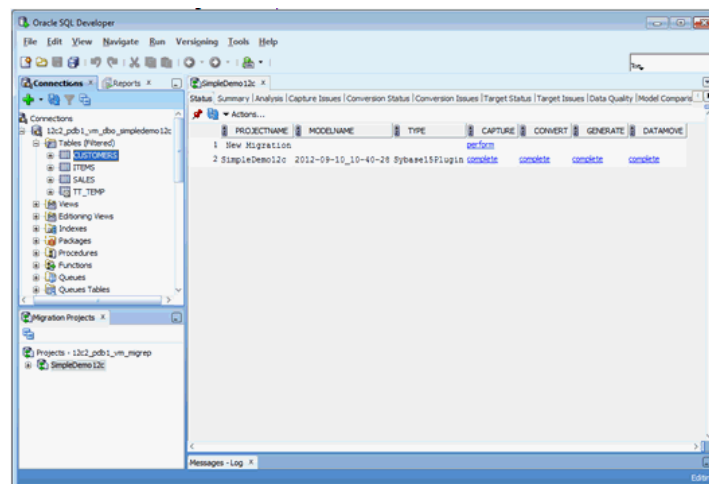 Oracle SQL Developer
File Edit View Navigate Run Versioning Tools Help
Connections Reports
SimpleDemo12c
Status Summary Analysis Capture Issues Conversion Status Conversion Issues Target Status Target Issues Data Quality Model Comparis
Actions...
PROJECTNAME MODELNAME TYPE CAPTURE CONVERT GENERATE DATAMOVE
1 New Migration perform
2 SimpleDemo12c 2012-09-10_10-40-28 Sybase15Plugin complete complete complete complete
Connections
12c2_pdb1_vm_dbo_simpledemo12c
Tables (Filtered)
CUSTOMERS
ITEMS
SALES
TT_TEMP
Views
Editioning Views
Indexes
Packages
Procedures
Functions
Queues
Queues Tables
Migration Projects
Projects - 12c2_pdb1_vm_migrep
SimpleDemo12c
Messages - Log
Editin